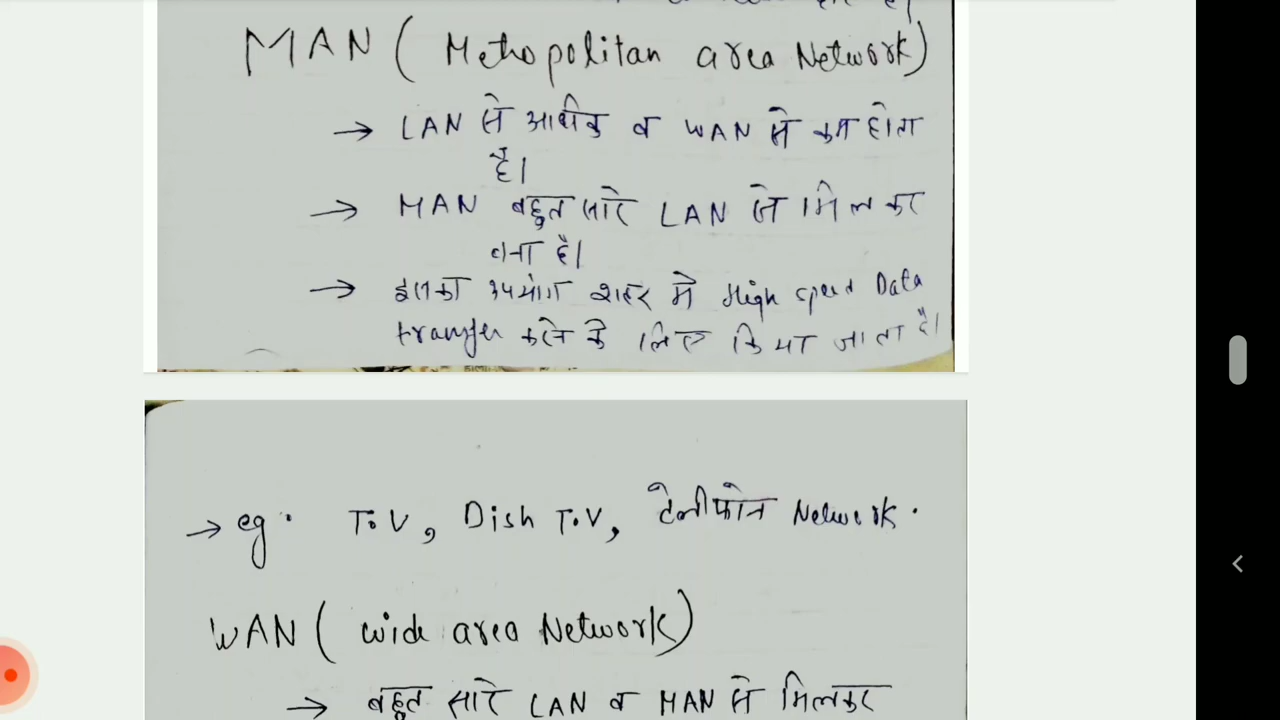 MAN ( Metropolitan area Network)
→ LAN से आधीक व WAN से कम होता
है।
→ MAN बहुत सारे LAN से मिलकर
बना है।
→ इसका उपयोग शहर मे High speed Data
transfer करने के लिए किया जाता है।
→ eg. T.V, Dish T.V, टेलीफोन Network.
WAN ( wide area Network)
→ बहुत सारे LAN व MAN से मिलकर